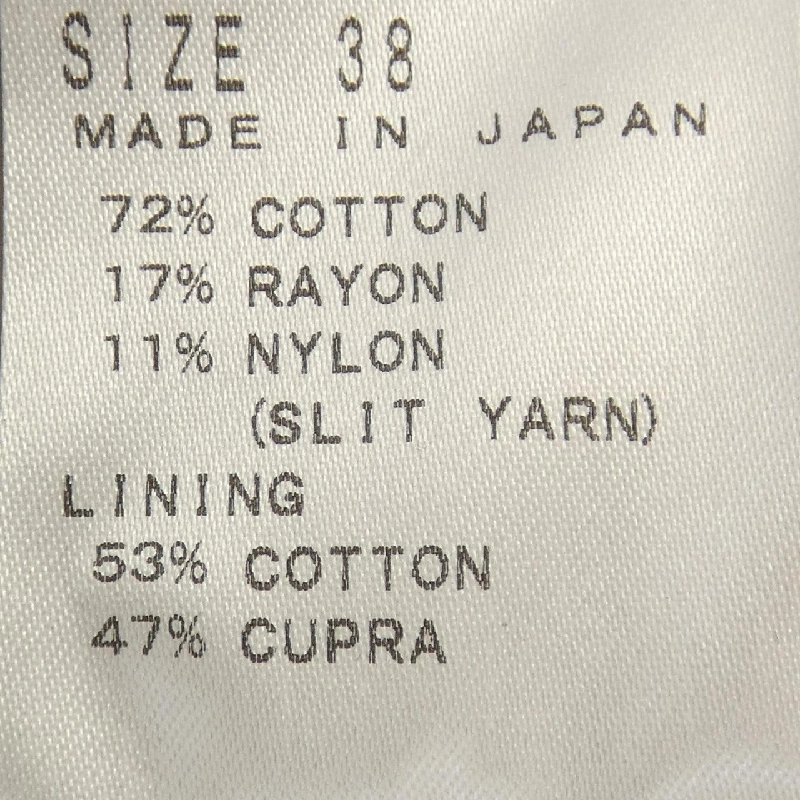 SIZE 38
MADE IN JAPAN
72% COTTON
17% RAYON
11% NYLON
(SLIT YARN)
LINING
53% COTTON
47% CUPRA